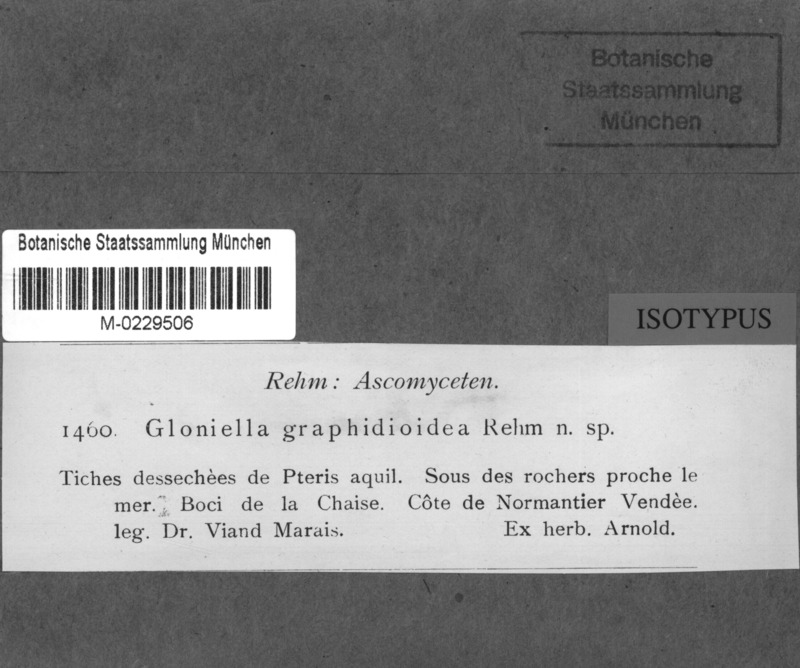 Botanische
Staatssammlung
München
Botanische Staatssammlung München
M-0229506
ISOTYPUS
Rehm: Ascomyceten.
1460. Gloniella graphidioidea Rehm n. sp.
Tiches dessechèes de Pteris aquil. Sous des rochers proche le
mer. Boci de la Chaise. Côte de Normantier Vendèe.
leg. Dr. Viand Marais. Ex herb. Arnold.